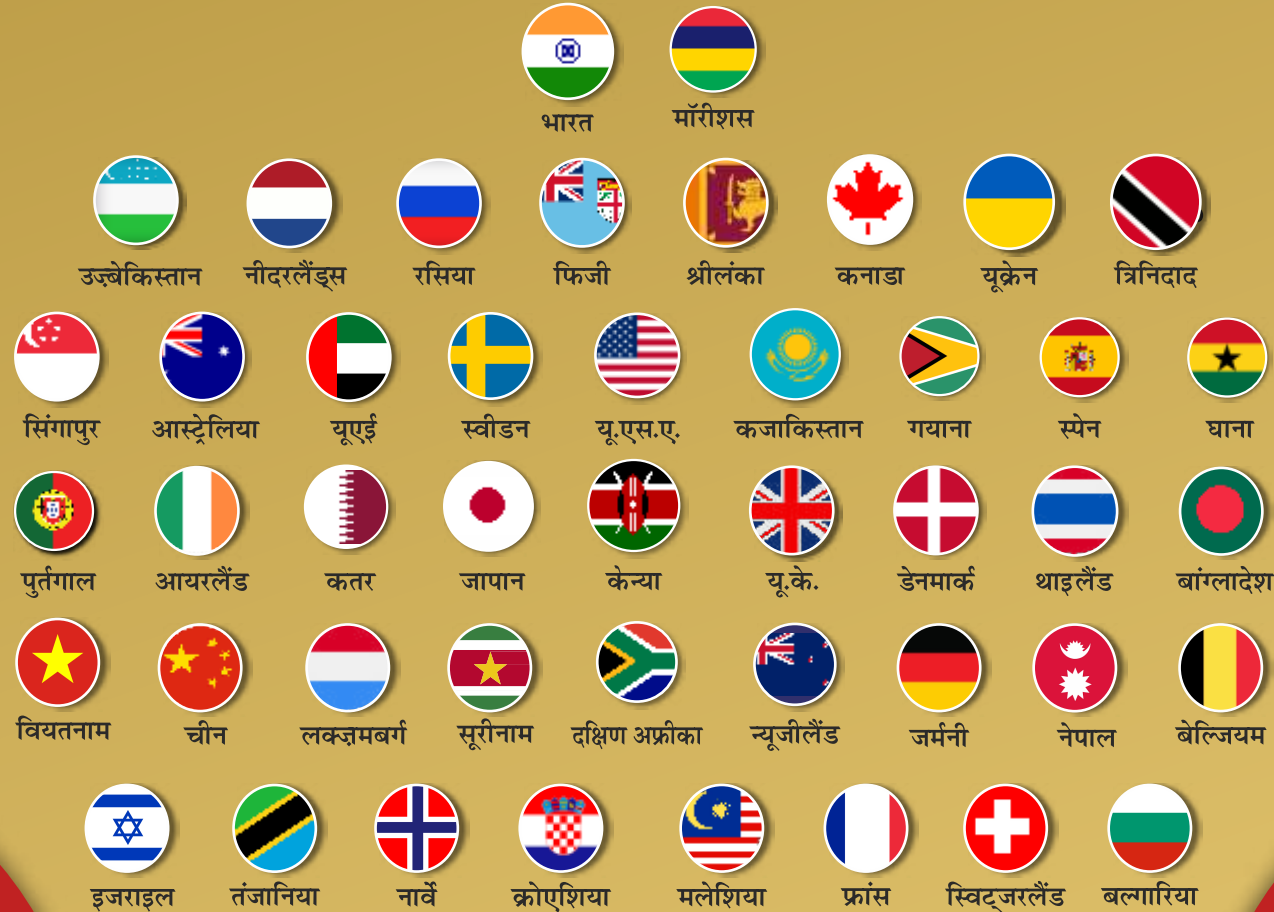 भारत मॉरीशस
उज़्बेकिस्तान नीदरलैंड्स रसिया फिजी श्रीलंका कनाडा यूक्रेन त्रिनिदाद
सिंगापुर आस्ट्रेलिया यूएई स्वीडन यू.एस.ए. कजाकिस्तान गयाना स्पेन घाना
पुर्तगाल आयरलैंड कतर जापान केन्या यू.के. डेनमार्क थाइलैंड बांग्लादेश
वियतनाम चीन लक्ज़मबर्ग सूरीनाम दक्षिण अफ्रीका न्यूजीलैंड जर्मनी नेपाल बेल्जियम
इजराइल तंजानिया नार्वे क्रोएशिया मलेशिया फ्रांस स्विट्जरलैंड बल्गारिया